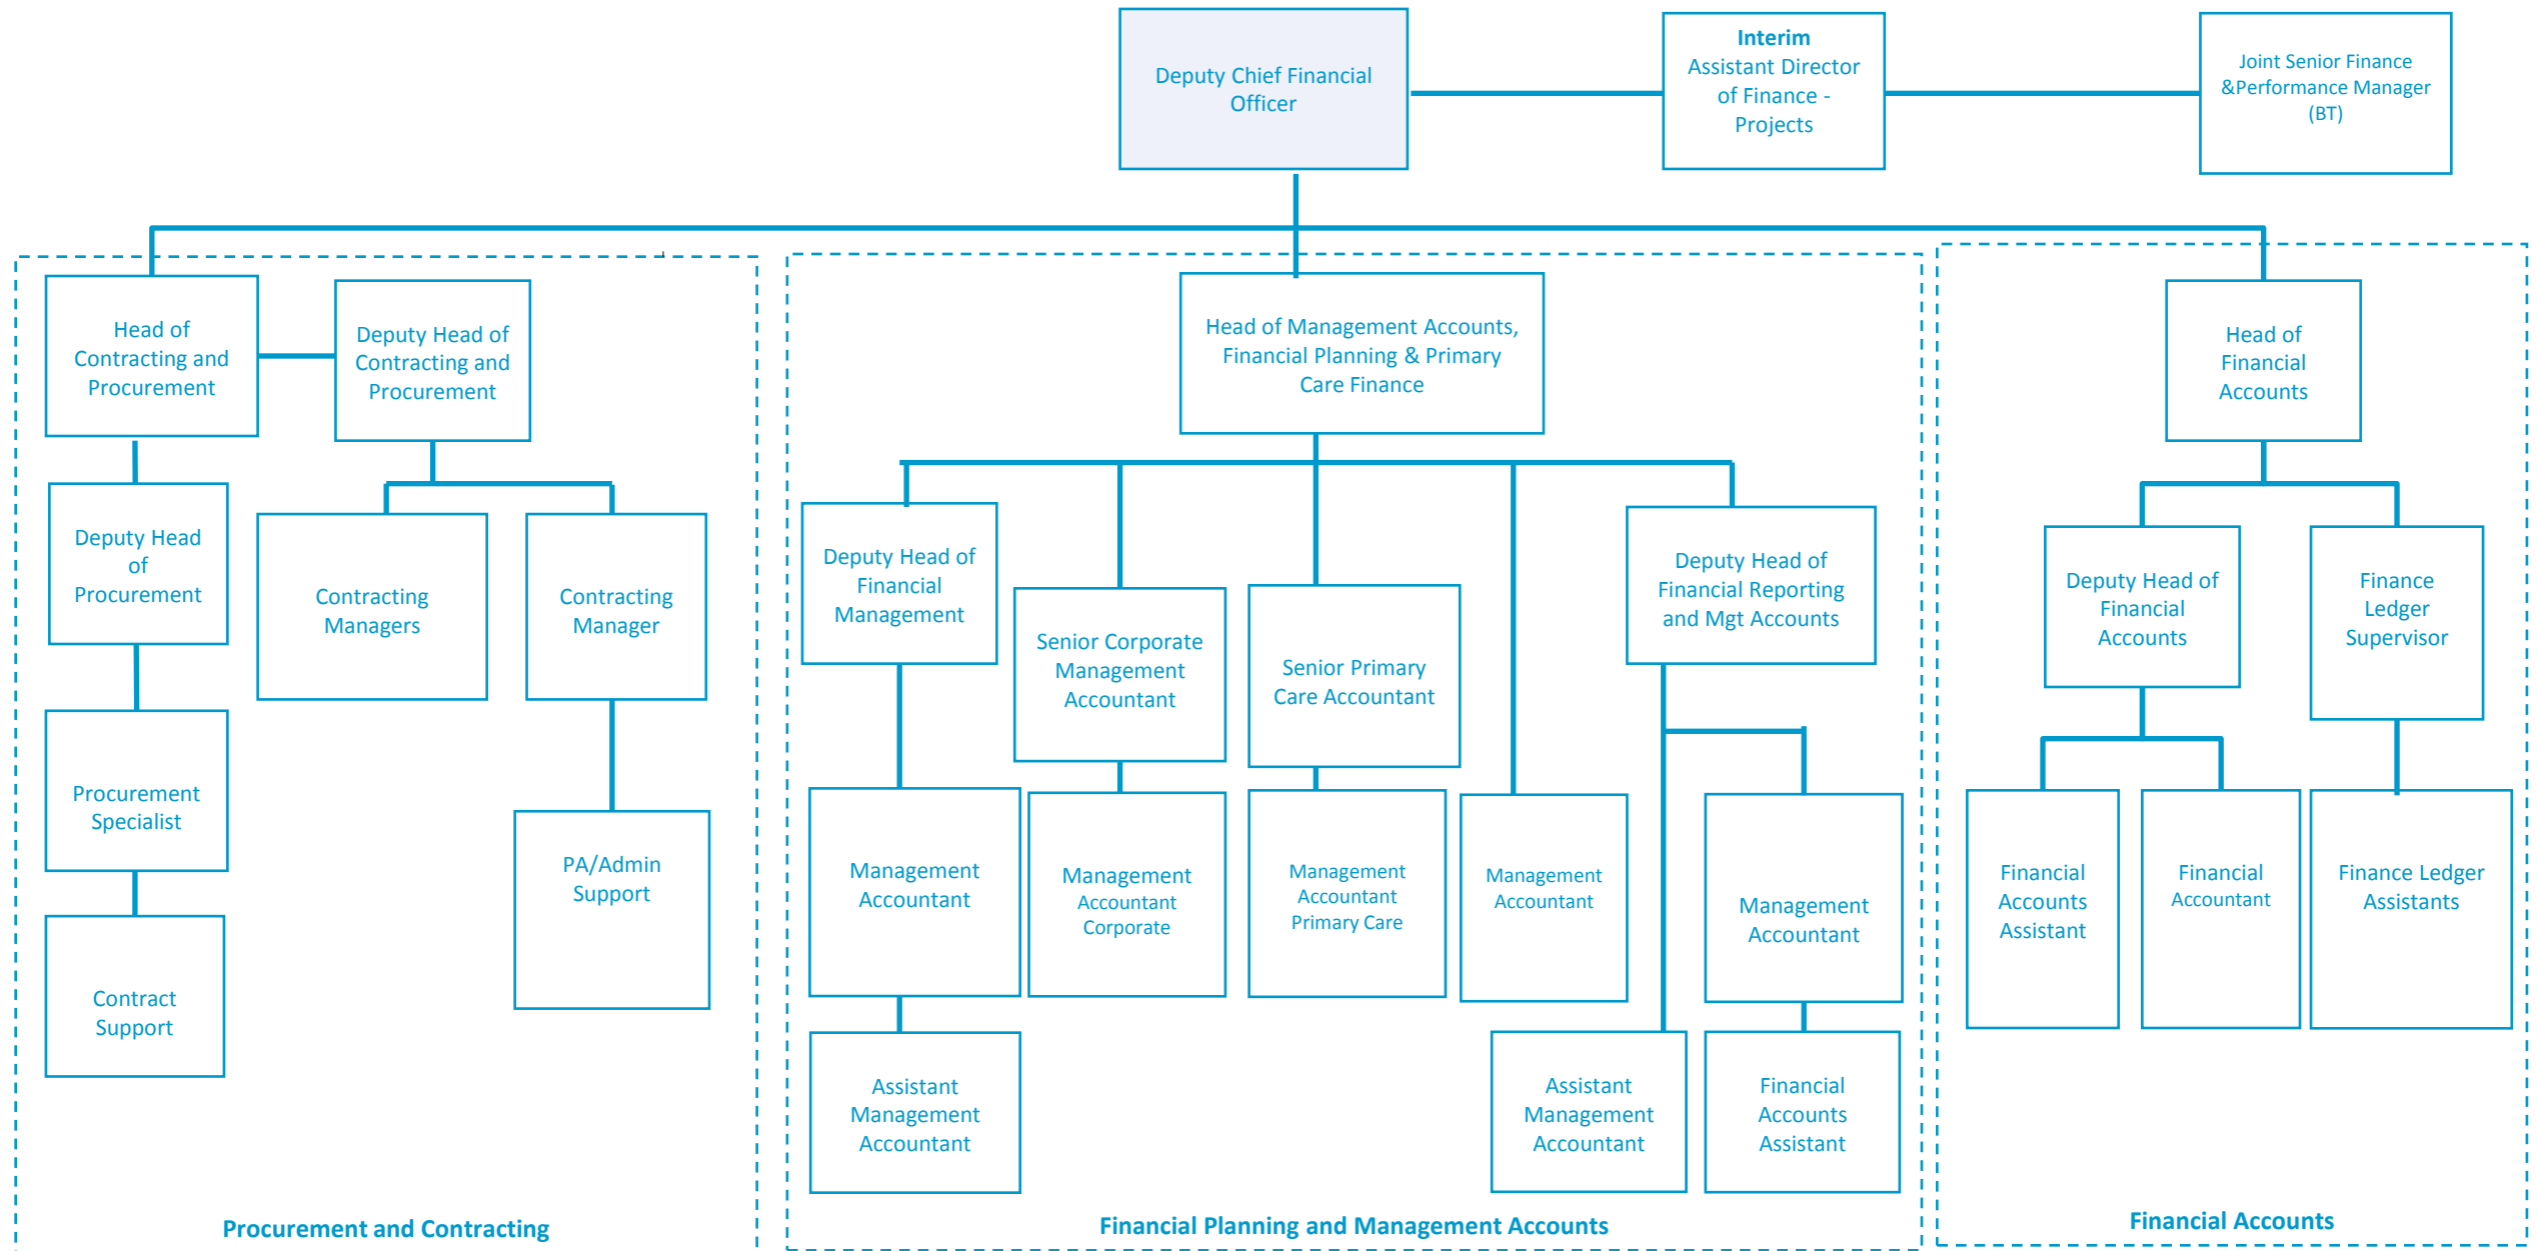 Deputy Chief Financial
Officer
Interim
Assistant Director
of Finance -
Projects
Joint Senior Finance
&Performance Manager
(BT)
Head of
Contracting and
Procurement
Deputy Head of
Contracting and
Procurement
Deputy Head
of
Procurement
Contracting
Managers
Contracting
Manager
Procurement
Specialist
PA/Admin
Support
Contract
Support
Procurement and Contracting
Head of Management Accounts,
Financial Planning & Primary
Care Finance
Deputy Head of
Financial
Management
Senior Corporate
Management
Accountant
Senior Primary
Care Accountant
Deputy Head of
Financial Reporting
and Mgt Accounts
Management
Accountant
Management
Accountant
Corporate
Management
Accountant
Primary Care
Management
Accountant
Management
Accountant
Assistant
Management
Accountant
Assistant
Management
Accountant
Financial
Accounts
Assistant
Financial Planning and Management Accounts
Head of
Financial
Accounts
Deputy Head of
Financial
Accounts
Finance
Ledger
Supervisor
Financial
Accounts
Assistant
Financial
Accountant
Finance Ledger
Assistants
Financial Accounts